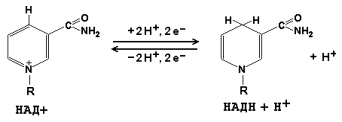 H
O
C
NH₂
N
+
R
НАД+
+2H⁺, 2e⁻
−2H⁺, 2e⁻
H H
O
C
NH₂
N
R
+ H⁺
НАДН + Н⁺